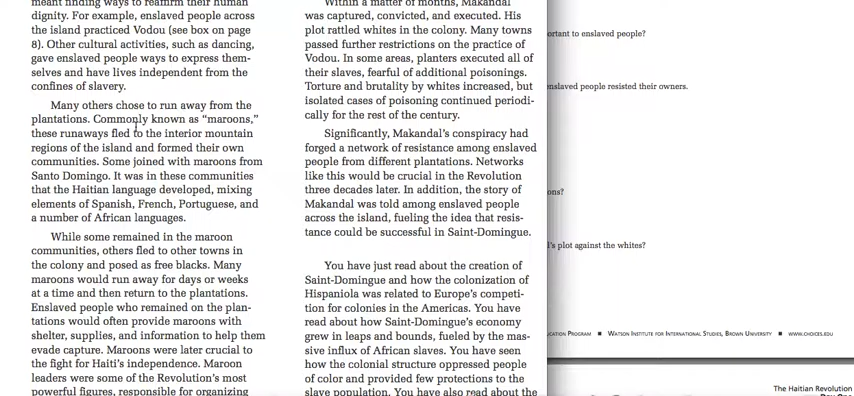 meant finding ways to reaffirm their human
dignity. For example, enslaved people across
the island practiced Vodou (see box on page
8). Other cultural activities, such as dancing,
gave enslaved people ways to express them-
selves and have lives independent from the
confines of slavery.
Many others chose to run away from the
plantations. Commonly known as “maroons,”
these runaways fled to the interior mountain
regions of the island and formed their own
communities. Some joined with maroons from
Santo Domingo. It was in these communities
that the Haitian language developed, mixing
elements of Spanish, French, Portuguese, and
a number of African languages.
While some remained in the maroon
communities, others fled to other towns in
the colony and posed as free blacks. Many
maroons would run away for days or weeks
at a time and then return to the plantations.
Enslaved people who remained on the plan-
tations would often provide maroons with
shelter, supplies, and information to help them
evade capture. Maroons were later crucial to
the fight for Haiti’s independence. Maroon
leaders were some of the Revolution’s most
powerful figures, responsible for organizing
Within a matter of months, Makandal
was captured, convicted, and executed. His
plot rattled whites in the colony. Many towns
passed further restrictions on the practice of
Vodou. In some areas, planters executed all of
their slaves, fearful of additional poisonings.
Torture and brutality by whites increased, but
isolated cases of poisoning continued periodi-
cally for the rest of the century.
Significantly, Makandal’s conspiracy had
forged a network of resistance among enslaved
people from different plantations. Networks
like this would be crucial in the Revolution
three decades later. In addition, the story of
Makandal was told among enslaved people
across the island, fueling the idea that resis-
tance could be successful in Saint-Domingue.
You have just read about the creation of
Saint-Domingue and how the colonization of
Hispaniola was related to Europe’s competi-
tion for colonies in the Americas. You have
read about how Saint-Domingue’s economy
grew in leaps and bounds, fueled by the mas-
sive influx of African slaves. You have seen
how the colonial structure oppressed people
of color and provided few protections to the
slave population. You have also read about the
ortant to enslaved people?
enslaved people resisted their owners.
ons?
l’s plot against the whites?
ucation Program ■ Watson Institute for International Studies, Brown University ■ www.choices.edu
The Haitian Revolution